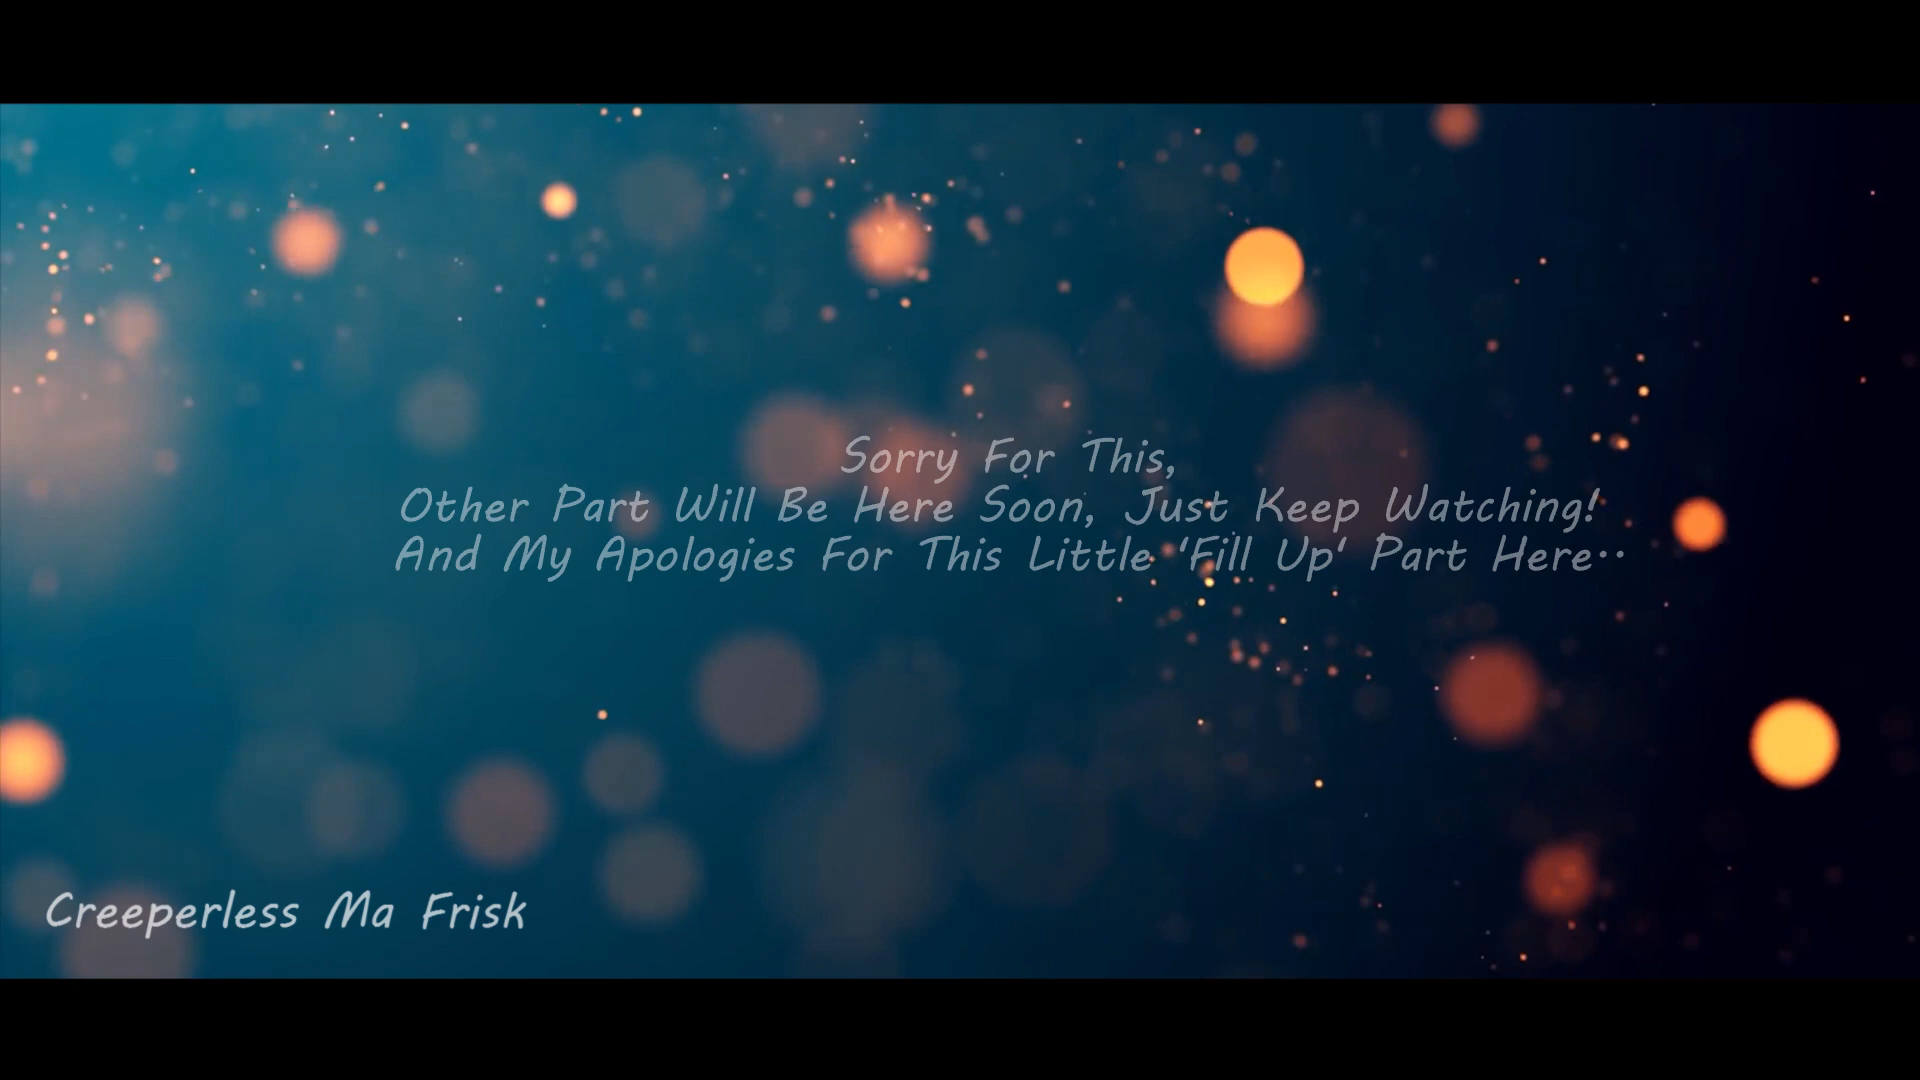 Sorry For This,
Other Part Will Be Here Soon, Just Keep Watching!
And My Apologies For This Little 'Fill Up' Part Here..
Creeperless Ma Frisk